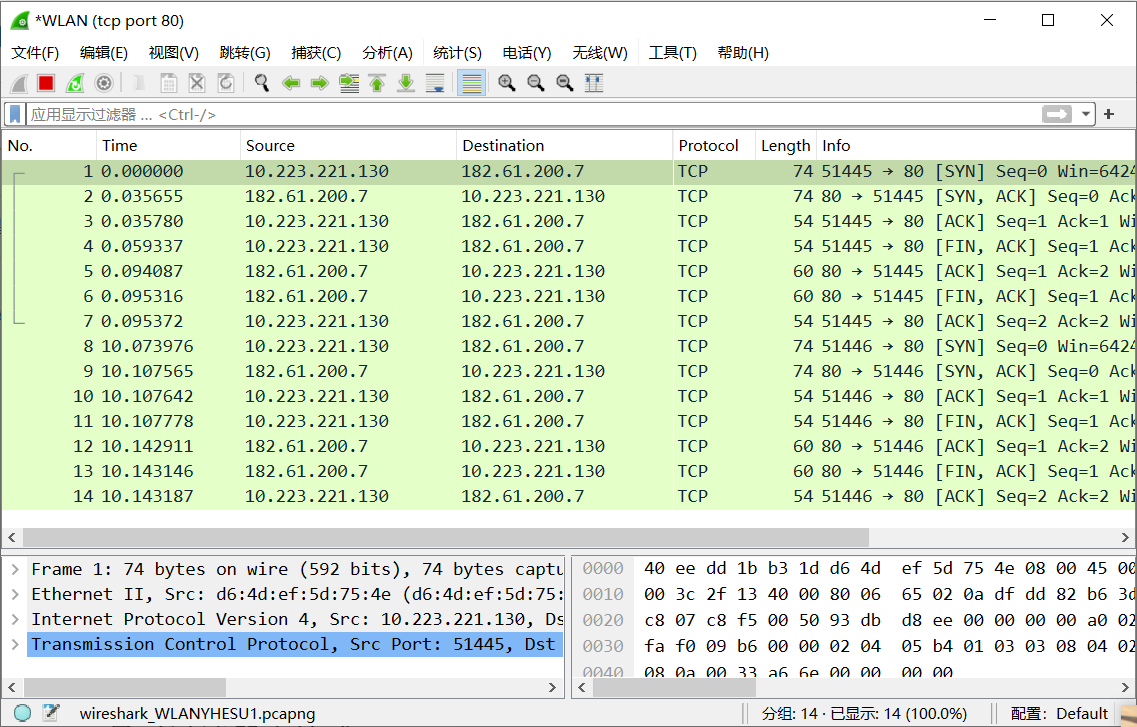 *WLAN (tcp port 80)
文件(F) 编辑(E) 视图(V) 跳转(G) 捕获(C) 分析(A) 统计(S) 电话(Y) 无线(W) 工具(T) 帮助(H)
应用显示过滤器 … <Ctrl-/>
No. Time Source Destination Protocol Length Info
1 0.000000 10.223.221.130 182.61.200.7 TCP 74 51445 → 80 [SYN] Seq=0 Win=6424
2 0.035655 182.61.200.7 10.223.221.130 TCP 74 80 → 51445 [SYN, ACK] Seq=0 Ack
3 0.035780 10.223.221.130 182.61.200.7 TCP 54 51445 → 80 [ACK] Seq=1 Ack=1 Wi
4 0.059337 10.223.221.130 182.61.200.7 TCP 54 51445 → 80 [FIN, ACK] Seq=1 Ack
5 0.094087 182.61.200.7 10.223.221.130 TCP 60 80 → 51445 [ACK] Seq=1 Ack=2 Wi
6 0.095316 182.61.200.7 10.223.221.130 TCP 60 80 → 51445 [FIN, ACK] Seq=1 Ack
7 0.095372 10.223.221.130 182.61.200.7 TCP 54 51445 → 80 [ACK] Seq=2 Ack=2 Wi
8 10.073976 10.223.221.130 182.61.200.7 TCP 74 51446 → 80 [SYN] Seq=0 Win=6424
9 10.107565 182.61.200.7 10.223.221.130 TCP 74 80 → 51446 [SYN, ACK] Seq=0 Ack
10 10.107642 10.223.221.130 182.61.200.7 TCP 54 51446 → 80 [ACK] Seq=1 Ack=1 Wi
11 10.107778 10.223.221.130 182.61.200.7 TCP 54 51446 → 80 [FIN, ACK] Seq=1 Ack
12 10.142911 182.61.200.7 10.223.221.130 TCP 60 80 → 51446 [ACK] Seq=1 Ack=2 Wi
13 10.143146 182.61.200.7 10.223.221.130 TCP 60 80 → 51446 [FIN, ACK] Seq=1 Ack
14 10.143187 10.223.221.130 182.61.200.7 TCP 54 51446 → 80 [ACK] Seq=2 Ack=2 Wi
Frame 1: 74 bytes on wire (592 bits), 74 bytes captu
Ethernet II, Src: d6:4d:ef:5d:75:4e (d6:4d:ef:5d:75:
Internet Protocol Version 4, Src: 10.223.221.130, Ds
Transmission Control Protocol, Src Port: 51445, Dst
0000 40 ee dd 1b b3 1d d6 4d ef 5d 75 4e 08 00 45 00
0010 00 3c 2f 13 40 00 80 06 65 02 0a df dd 82 b6 3d
0020 c8 07 c8 f5 00 50 93 db d8 ee 00 00 00 00 a0 02
0030 fa f0 09 b6 00 00 02 04 05 b4 01 03 03 08 04 02
0040 08 0a 00 33 a6 6e 00 00 00 00
wireshark_WLANYHESU1.pcapng 分组: 14 · 已显示: 14 (100.0%) 配置: Default